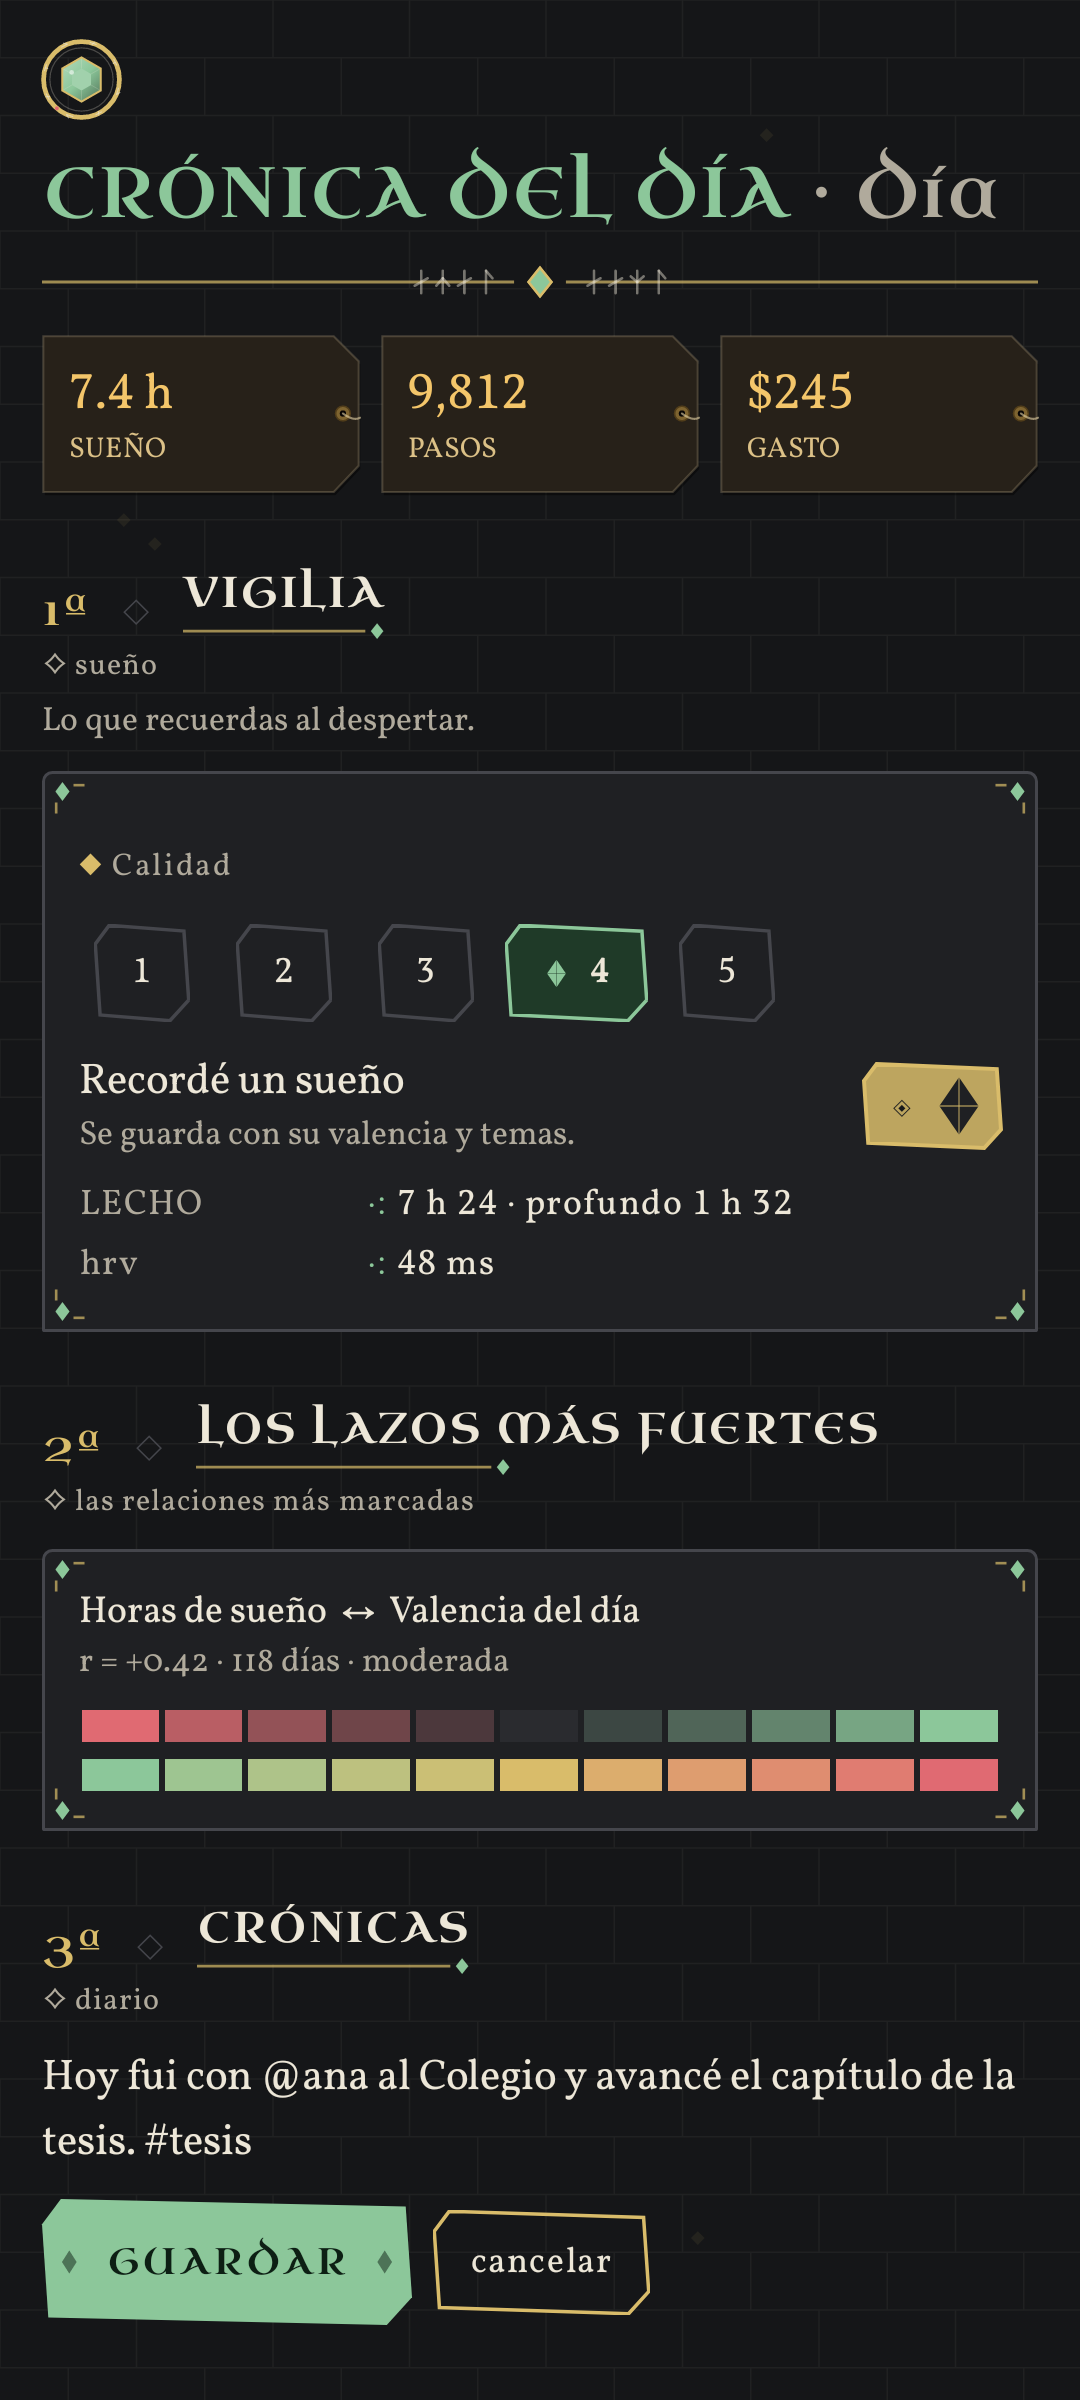 CRÓNICA DEL DÍA · día
7.4 h
SUEÑO
9,812
PASOS
$245
GASTO
1ª VIGILIA
sueño
Lo que recuerdas al despertar.
Calidad
1 2 3 4 5
Recordé un sueño
Se guarda con su valencia y temas.
LECHO 7 h 24 · profundo 1 h 32
hrv 48 ms
2ª LOS LAZOS MÁS FUERTES
las relaciones más marcadas
Horas de sueño ↔ Valencia del día
r = +0.42 · 118 días · moderada
3ª CRÓNICAS
diario
Hoy fui con @ana al Colegio y avancé el capítulo de la
tesis. #tesis
GUARDAR
cancelar